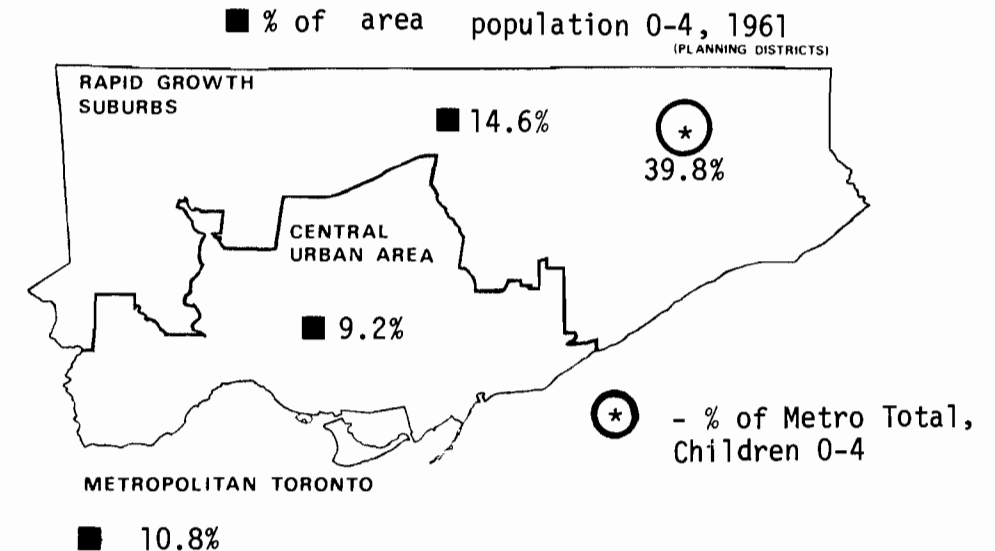 ■ % of area population 0-4, 1961
(PLANNING DISTRICTS)
RAPID GROWTH
SUBURBS
■ 14.6%
*
39.8%
CENTRAL
URBAN AREA
■ 9.2%
* - % of Metro Total,
Children 0-4
METROPOLITAN TORONTO
■ 10.8%